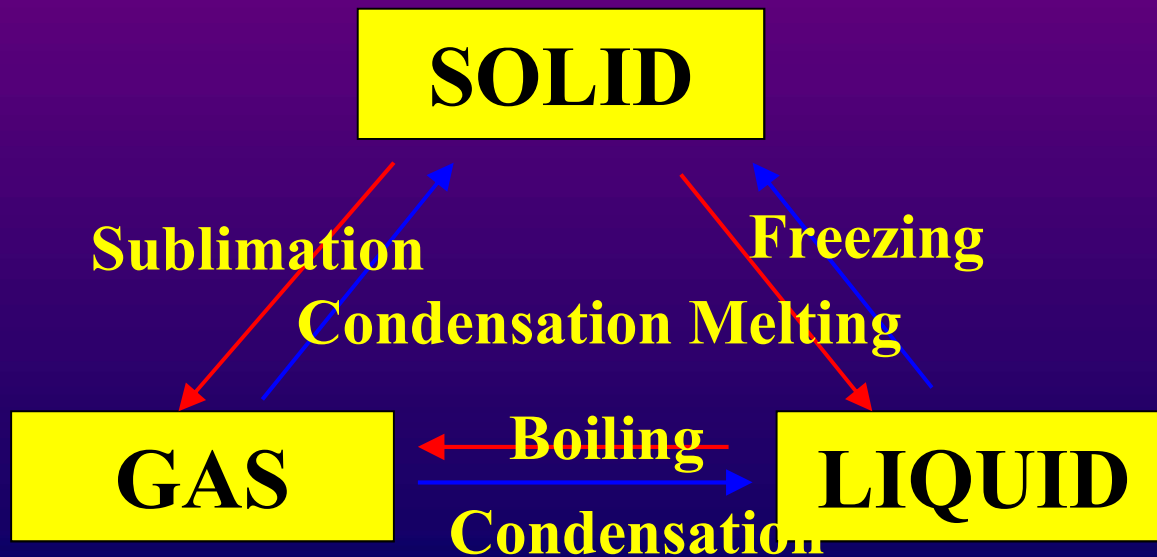 SOLID
Sublimation
Freezing
Condensation Melting
Boiling
GAS
LIQUID
Condensation